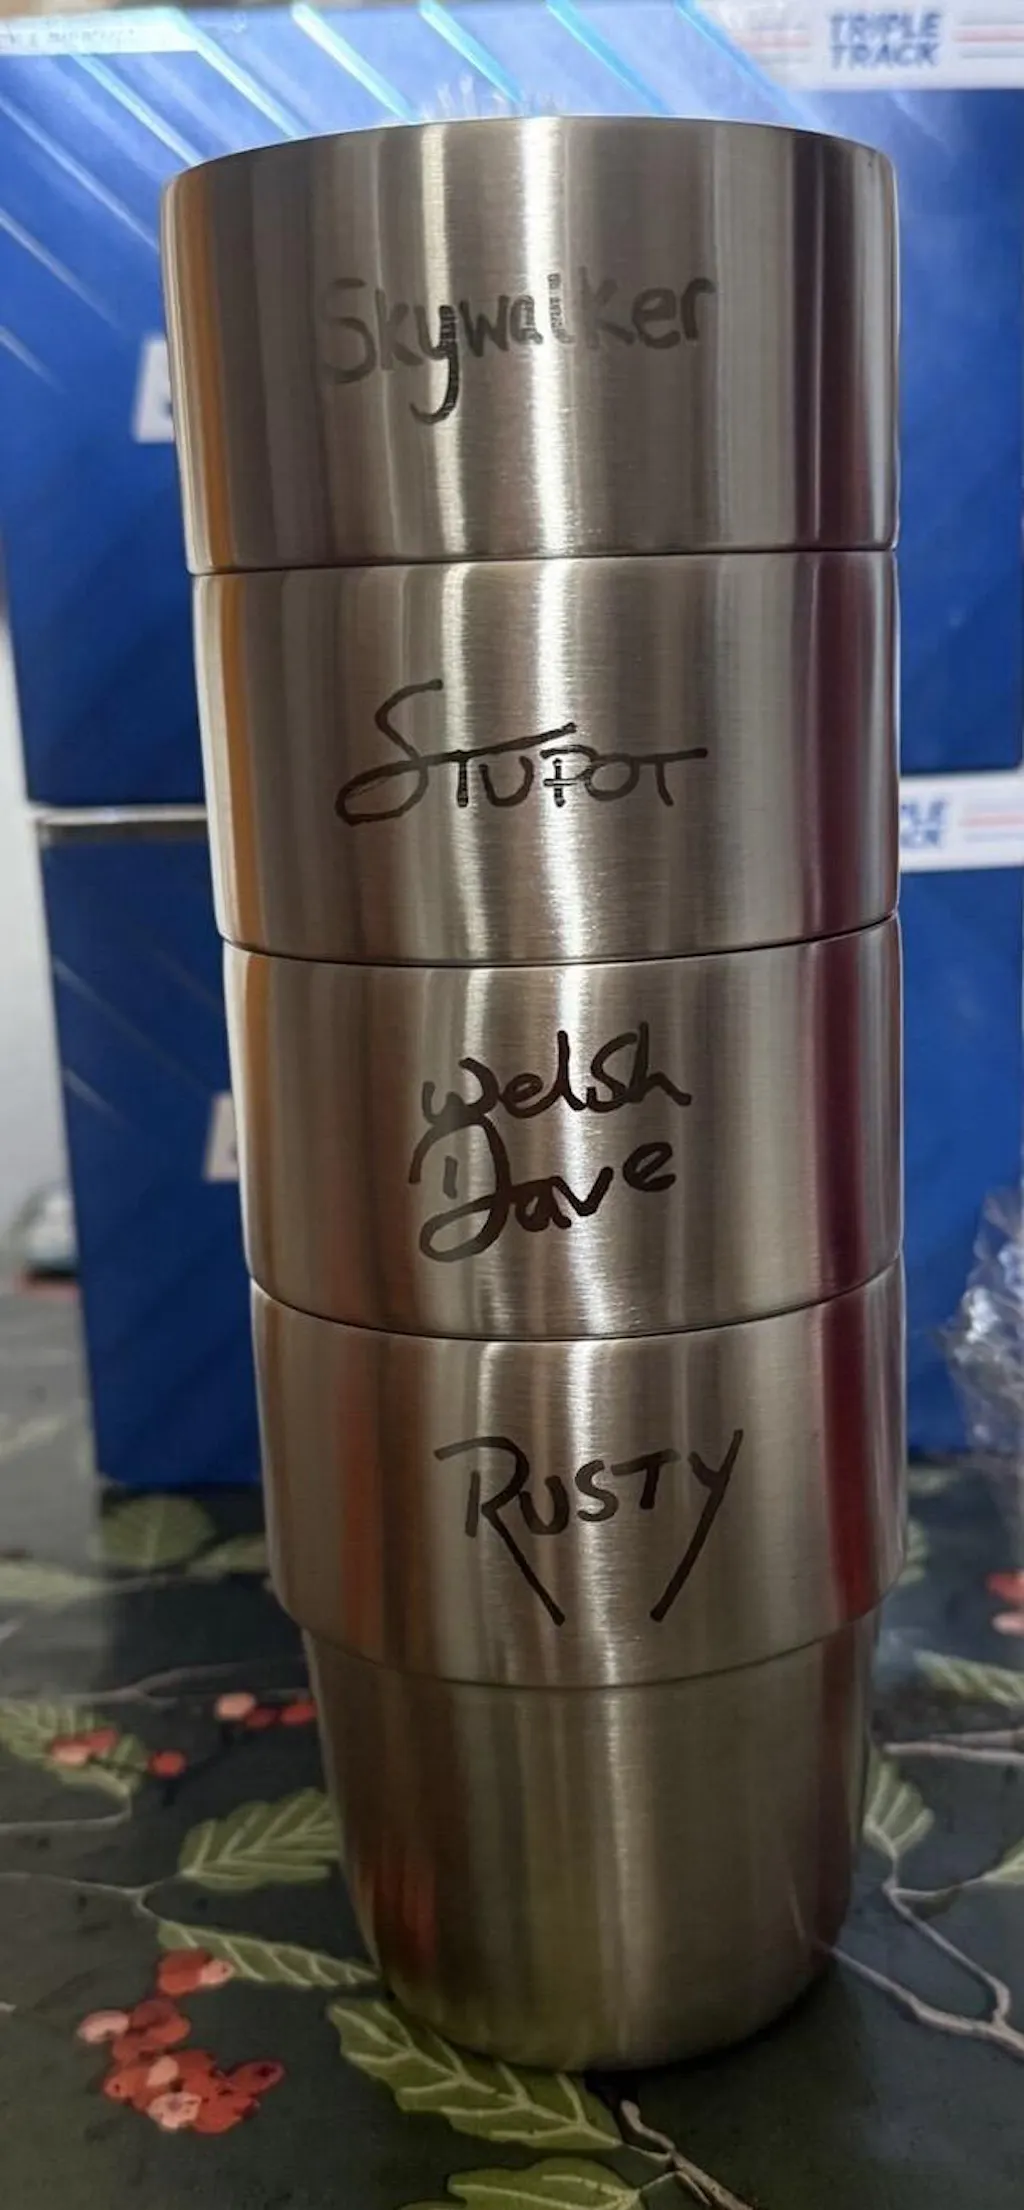 TRIPLE
TRACK
Skywalker
STUPOT
Welsh
Dave
RUSTY